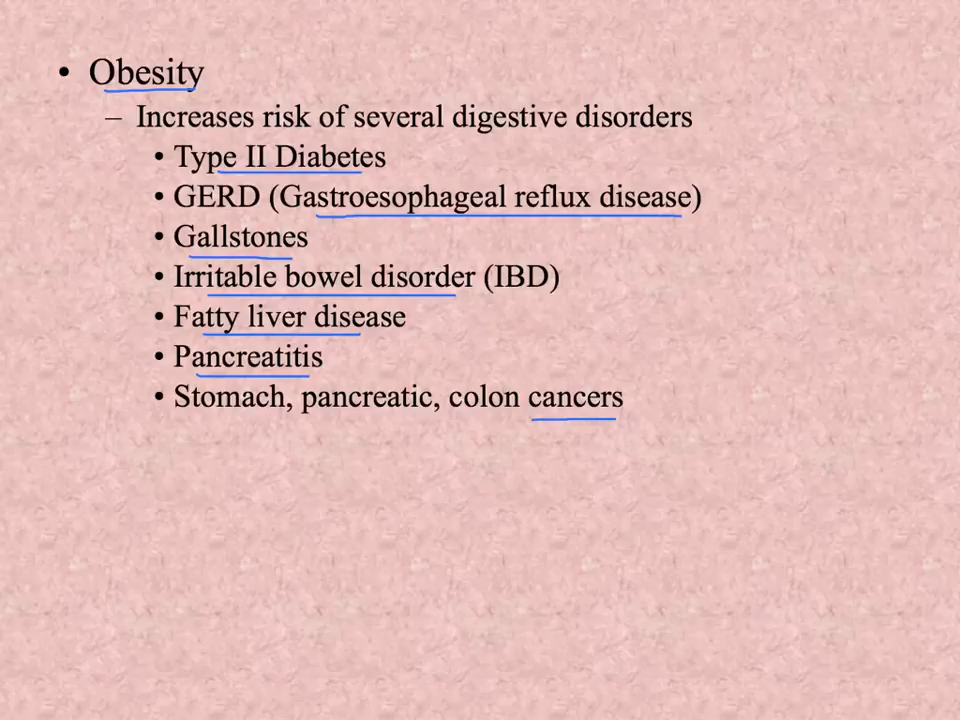 • Obesity
– Increases risk of several digestive disorders
• Type II Diabetes
• GERD (Gastroesophageal reflux disease)
• Gallstones
• Irritable bowel disorder (IBD)
• Fatty liver disease
• Pancreatitis
• Stomach, pancreatic, colon cancers